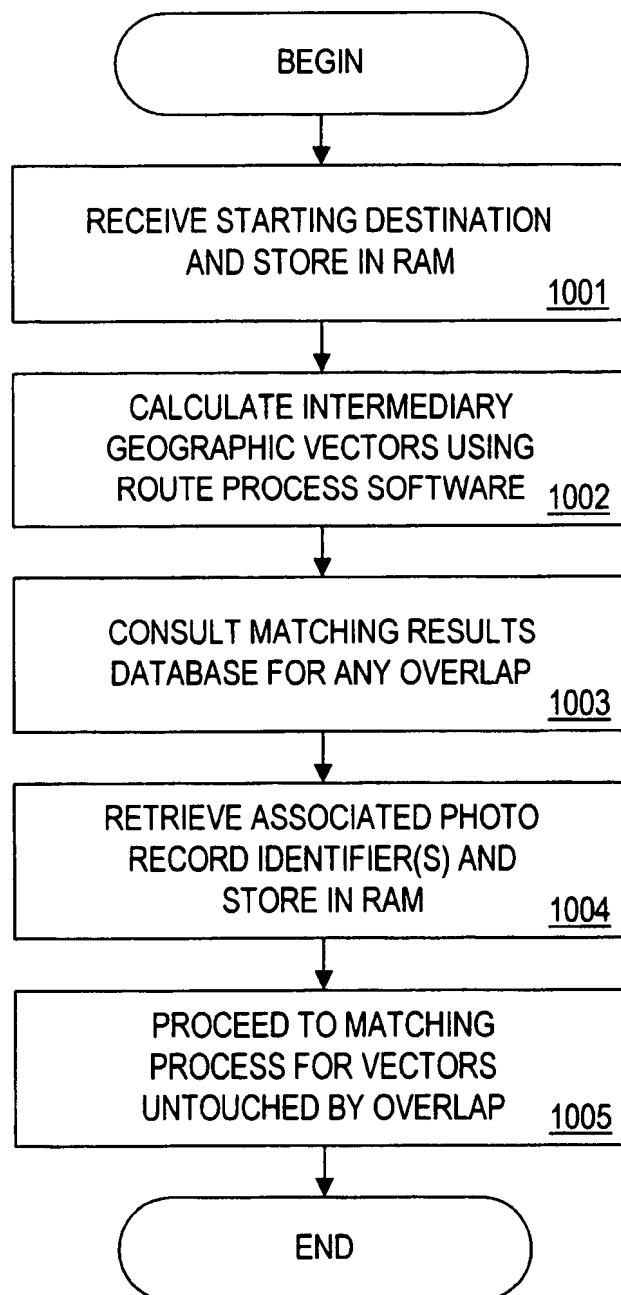 BEGIN
RECEIVE STARTING DESTINATION
AND STORE IN RAM
1001
CALCULATE INTERMEDIARY
GEOGRAPHIC VECTORS USING
ROUTE PROCESS SOFTWARE
1002
CONSULT MATCHING RESULTS
DATABASE FOR ANY OVERLAP
1003
RETRIEVE ASSOCIATED PHOTO
RECORD IDENTIFIER(S) AND
STORE IN RAM
1004
PROCEED TO MATCHING
PROCESS FOR VECTORS
UNTOUCHED BY OVERLAP
1005
END